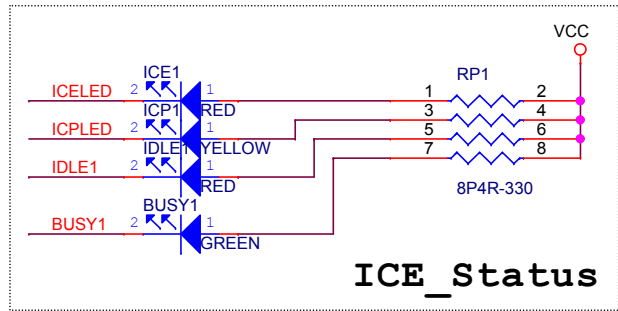 VCC
ICE1
RP1
ICELED 2 1 1 2
ICP1 RED 3 4
ICPLED 2 1 5 6
IDLE1 YELLOW 7 8
IDLE1 2 1
RED 8P4R-330
BUSY1
BUSY1 2 1
GREEN
ICE_Status